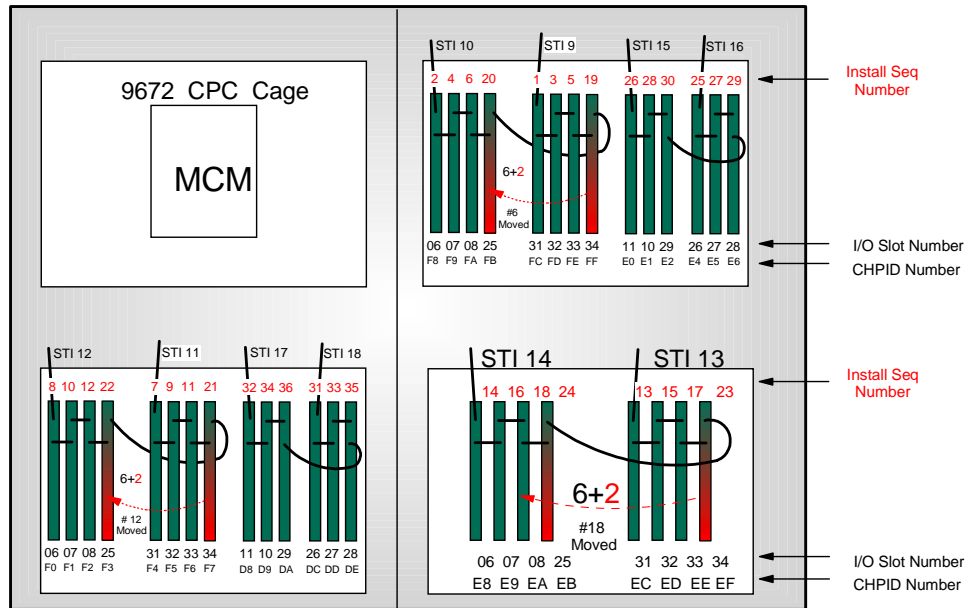 9672 CPC Cage
MCM
STI 10 STI 9 STI 15 STI 16
2 4 6 20 1 3 5 19 26 28 30 25 27 29
Install Seq
Number
6+2
#6
Moved
06 07 08 25 31 32 33 34 11 10 29 26 27 28
I/O Slot Number
F8 F9 FA FB FC FD FE FF E0 E1 E2 E4 E5 E6
CHPID Number
STI 12 STI 11 STI 17 STI 18
8 10 12 22 7 9 11 21 32 34 36 31 33 35
6+2
# 12
Moved
06 07 08 25 31 32 33 34 11 10 29 26 27 28
F0 F1 F2 F3 F4 F5 F6 F7 D8 D9 DA DC DD DE
STI 14 STI 13
14 16 18 24 13 15 17 23
Install Seq
Number
6+2
#18
Moved
06 07 08 25 31 32 33 34
I/O Slot Number
E8 E9 EA EB EC ED EE EF
CHPID Number